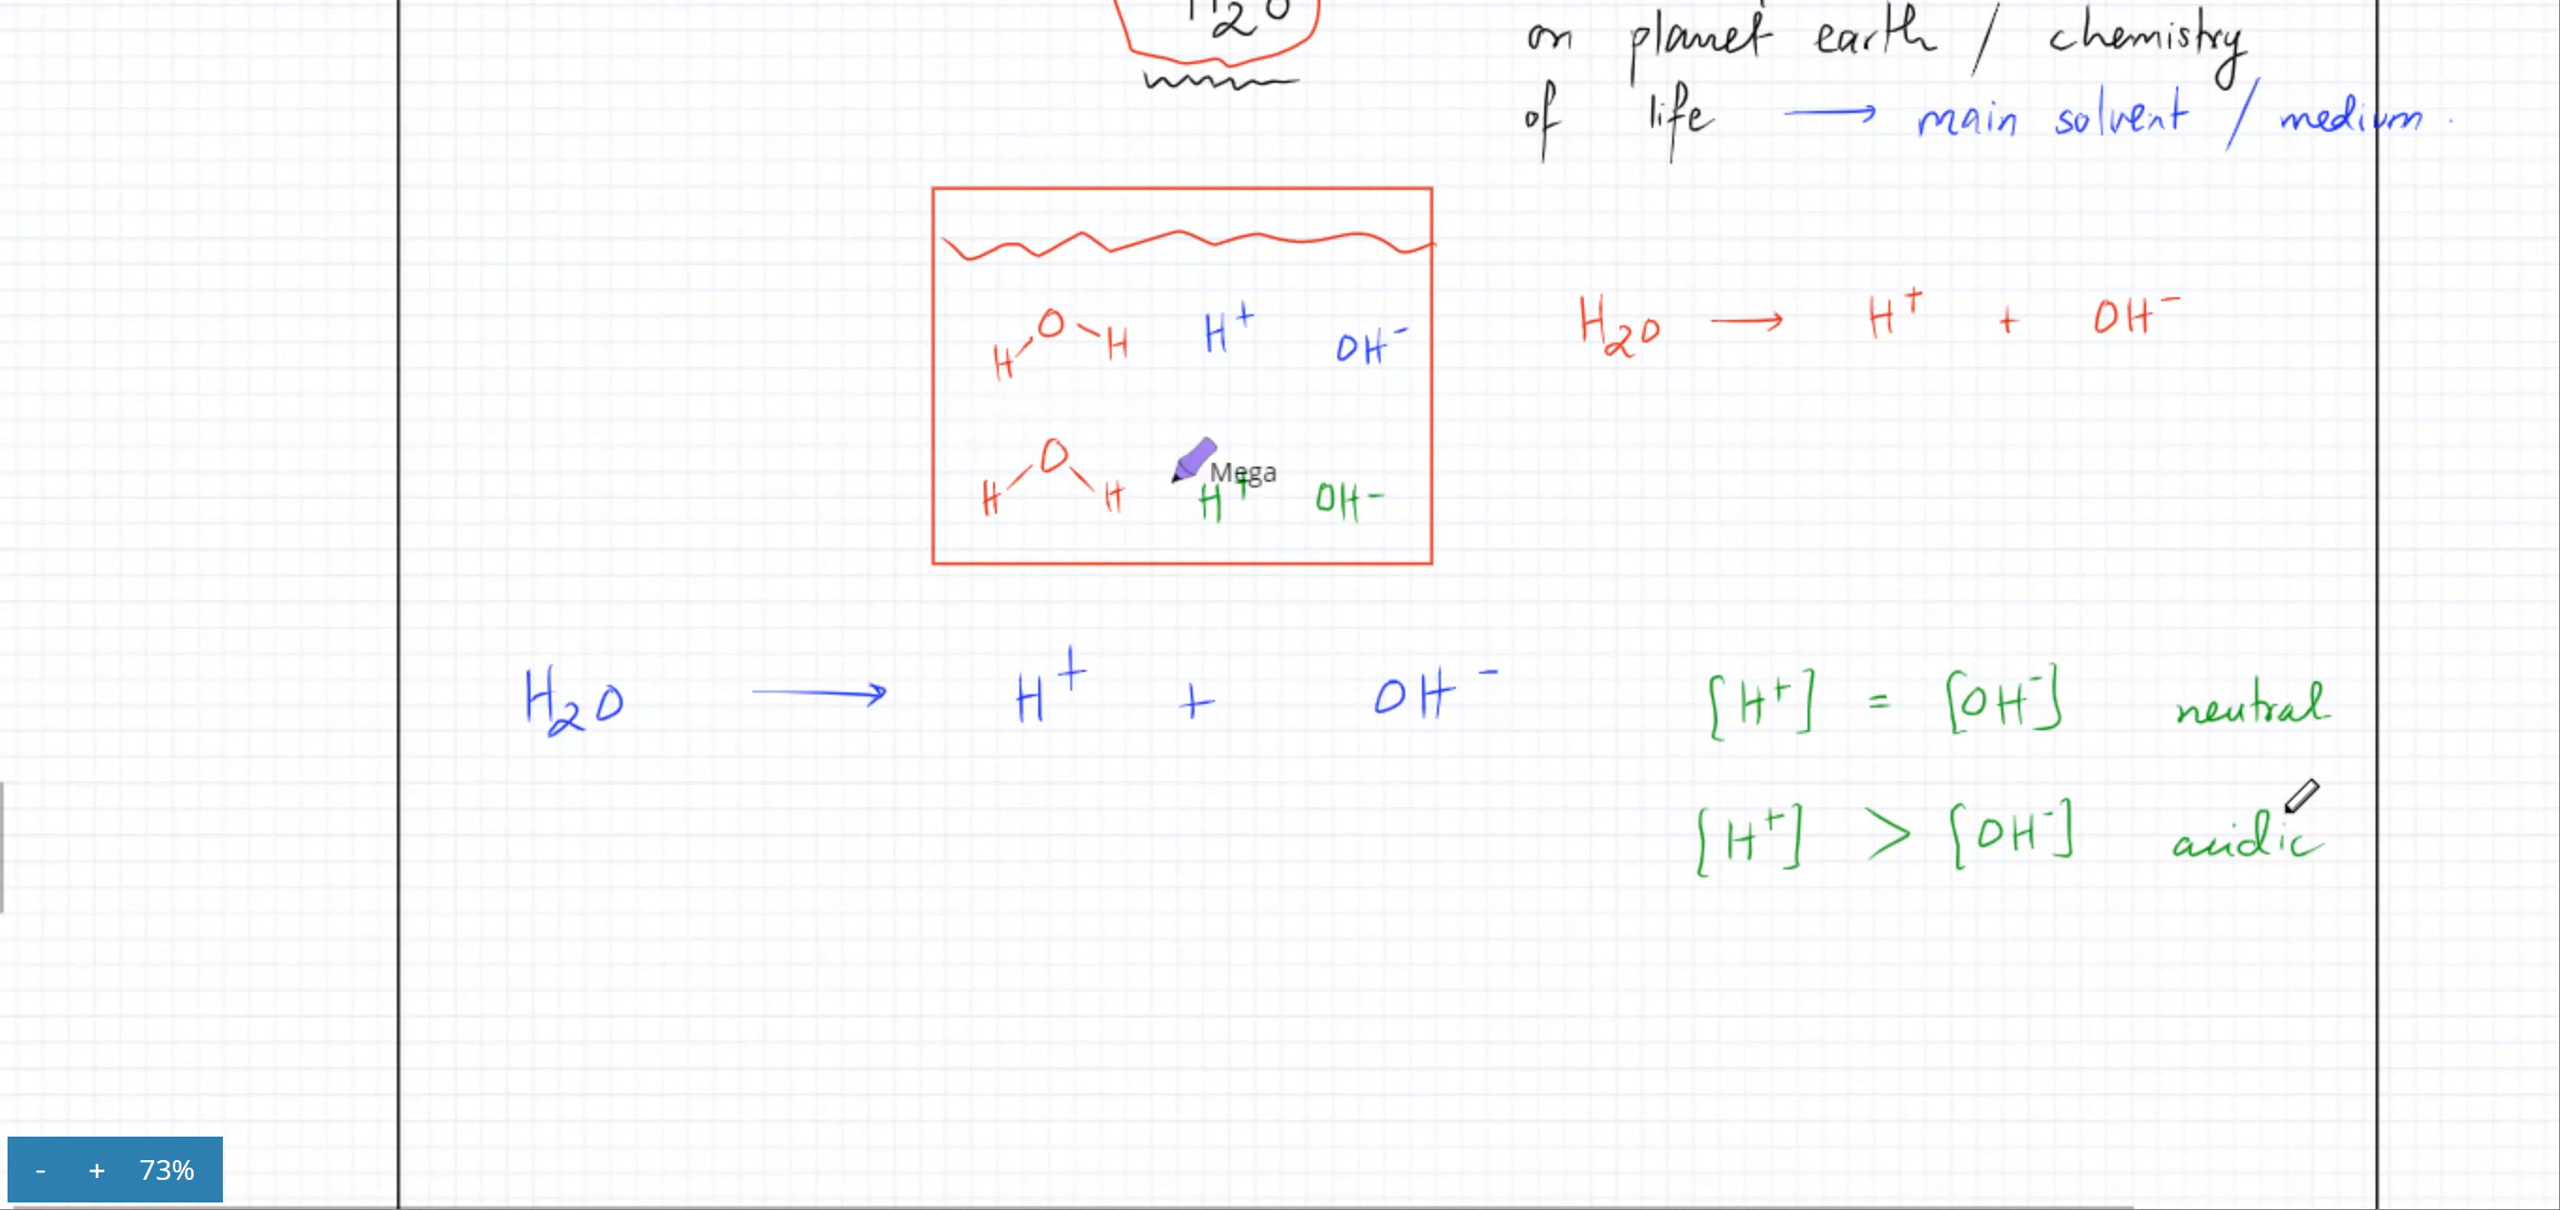 H₂O
on planet earth / chemistry
of life → main solvent / medium.
O H H⁺ OH⁻
H
H₂O → H⁺ + OH⁻
O
Mega
H H H⁺ OH⁻
H₂O → H⁺ + OH⁻ [H⁺] = [OH⁻] neutral
[H⁺] > [OH⁻] acidic
- + 73%